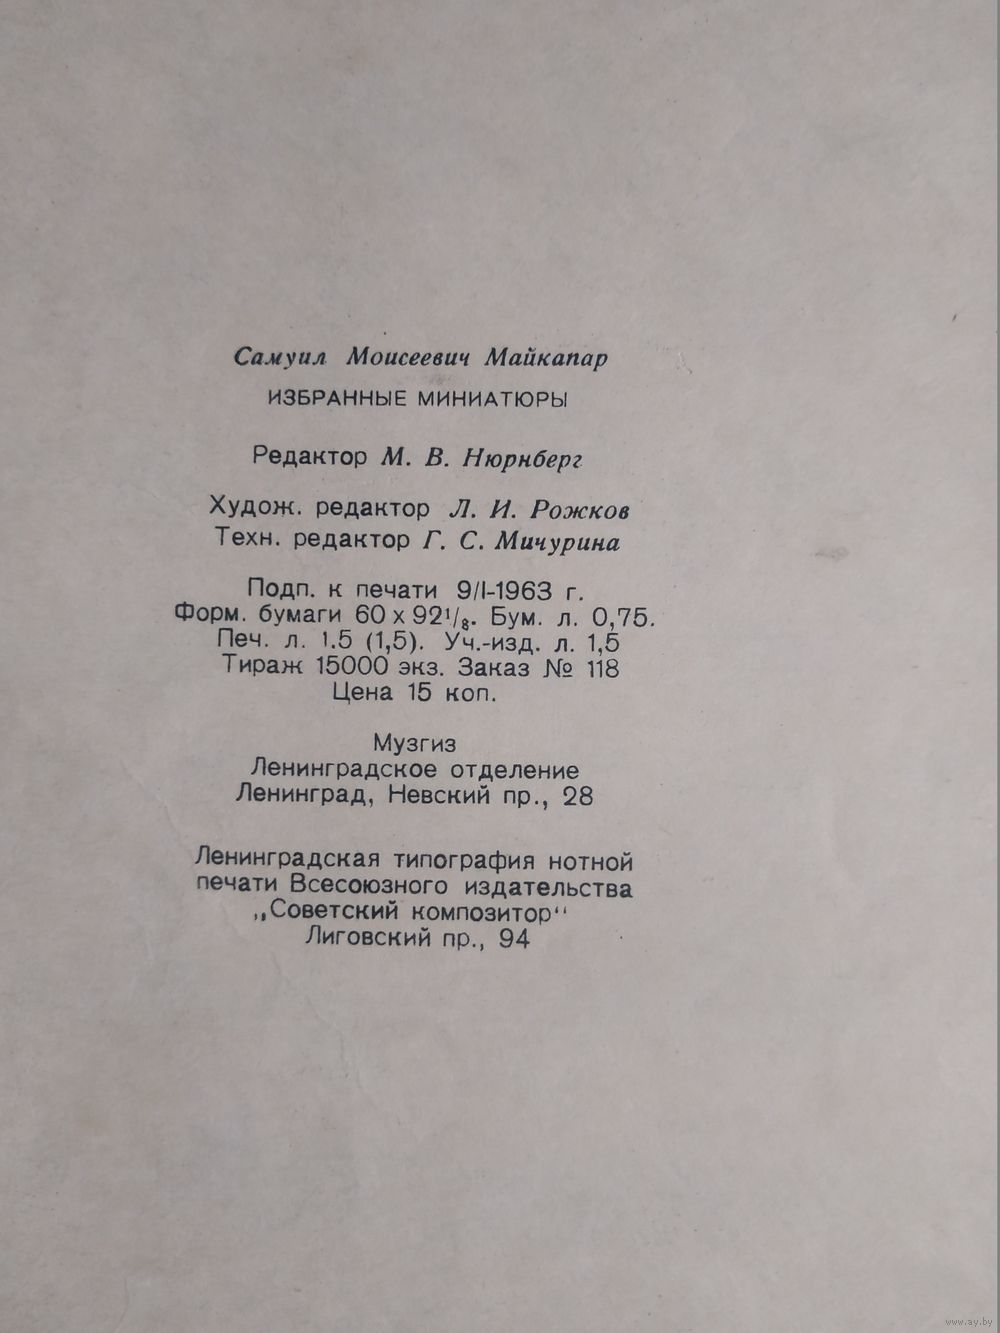 Самуил Моисеевич Майкапар
ИЗБРАННЫЕ МИНИАТЮРЫ
Редактор М. В. Нюрнберг
Худож. редактор Л. И. Рожков
Техн. редактор Г. С. Мичурина
Подп. к печати 9/I-1963 г.
Форм. бумаги 60 х 92¹/₈. Бум. л. 0,75.
Печ. л. 1.5 (1,5). Уч.-изд. л. 1,5
Тираж 15000 экз. Заказ № 118
Цена 15 коп.
Музгиз
Ленинградское отделение
Ленинград, Невский пр., 28
Ленинградская типография нотной
печати Всесоюзного издательства
„Советский композитор“
Лиговский пр., 94
www.ay.by